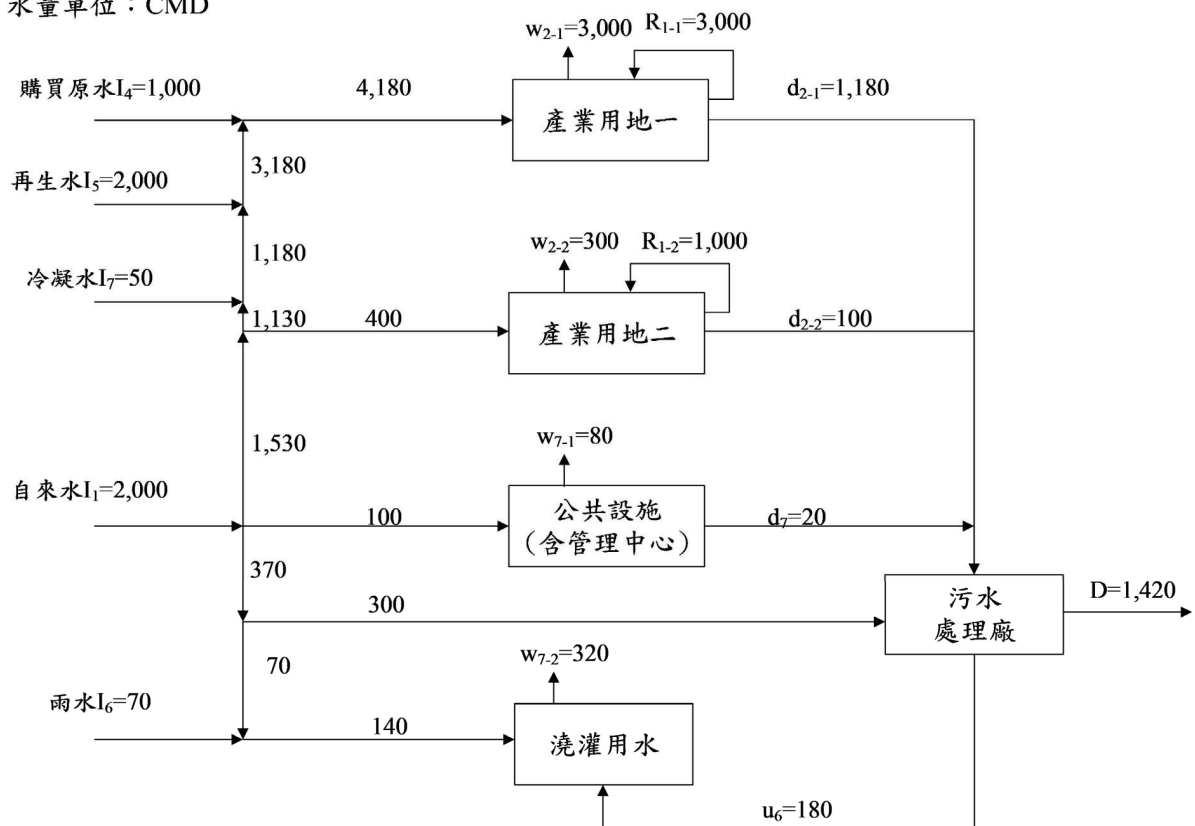 水量單位：CMD
w₂₋₁=3,000
R₁₋₁=3,000
購買原水I₄=1,000
4,180
產業用地一
d₂₋₁=1,180
3,180
再生水I₅=2,000
1,180
w₂₋₂=300
R₁₋₂=1,000
冷凝水I₇=50
1,130
400
產業用地二
d₂₋₂=100
1,530
w₇₋₁=80
自來水I₁=2,000
100
公共設施
（含管理中心）
d₇=20
370
300
污水
處理廠
D=1,420
70
w₇₋₂=320
雨水I₆=70
140
澆灌用水
u₆=180